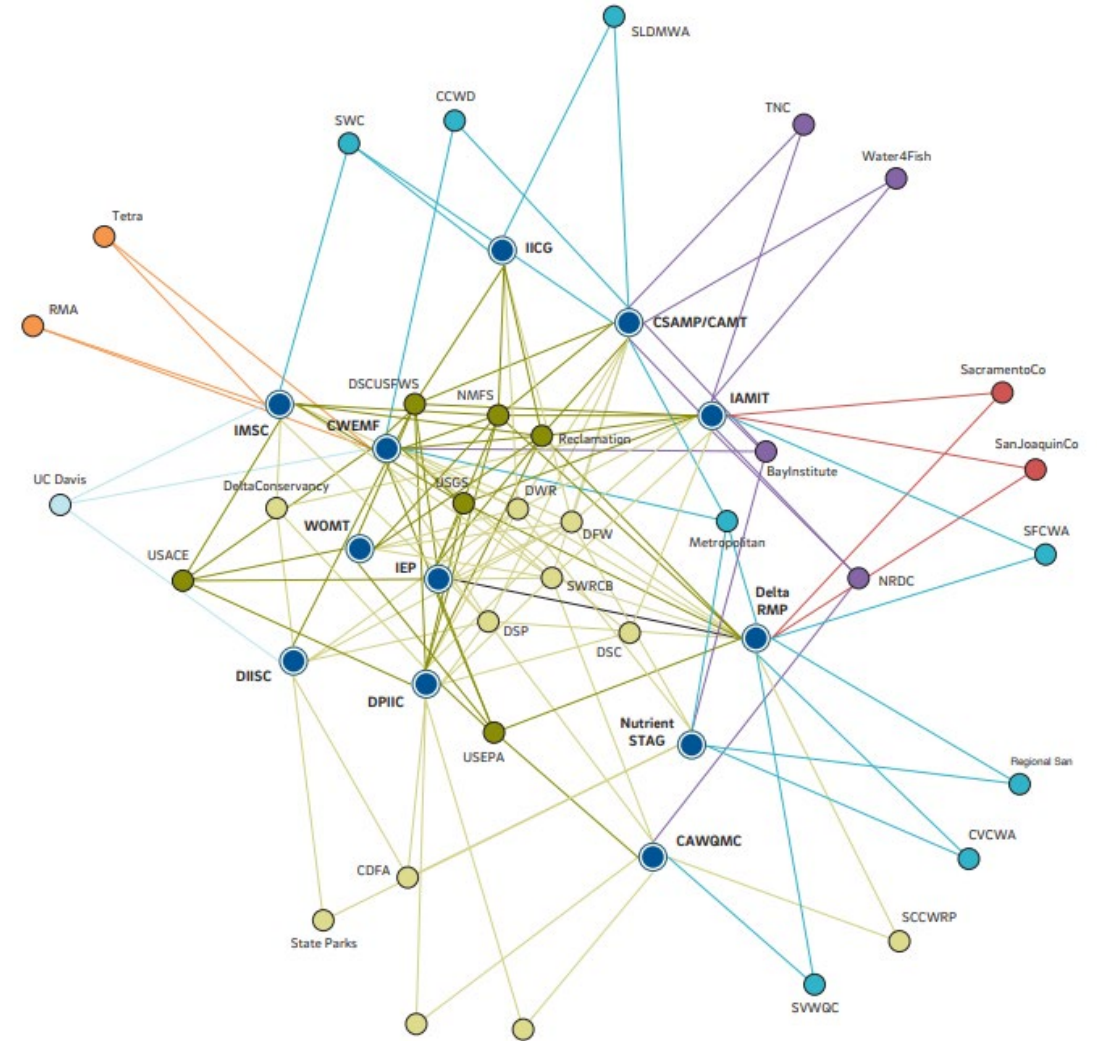 SLDMWA
CCWD
TNC
SWC
Water4Fish
Tetra
IICG
RMA
CSAMP/CAMT
SacramentoCo
DSCUSFWS
NMFS
IAMIT
IMSC
CWEMF
Reclamation
SanJoaquinCo
BayInstitute
UC Davis
DeltaConservancy
USGS
DWR
WOMT
DFW
Metropolitan
SFCWA
USACE
IEP
SWRCB
NRDC
Delta
RMP
DSP
DSC
DIISC
DPIIC
Nutrient
STAG
USEPA
Regional San
CVCWA
CAWQMC
CDFA
SCCWRP
State Parks
SVWQC